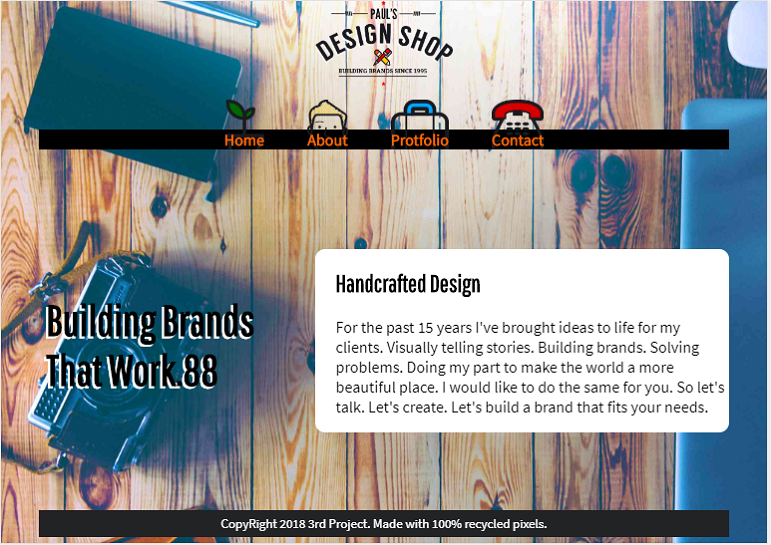 PAUL'S
DESIGN SHOP
BUILDING BRANDS SINCE 1995
Home About Protfolio Contact
Building Brands
That Work.88
Handcrafted Design
For the past 15 years I've brought ideas to life for my
clients. Visually telling stories. Building brands. Solving
problems. Doing my part to make the world a more
beautiful place. I would like to do the same for you. So let's
talk. Let's create. Let's build a brand that fits your needs.
CopyRight 2018 3rd Project. Made with 100% recycled pixels.